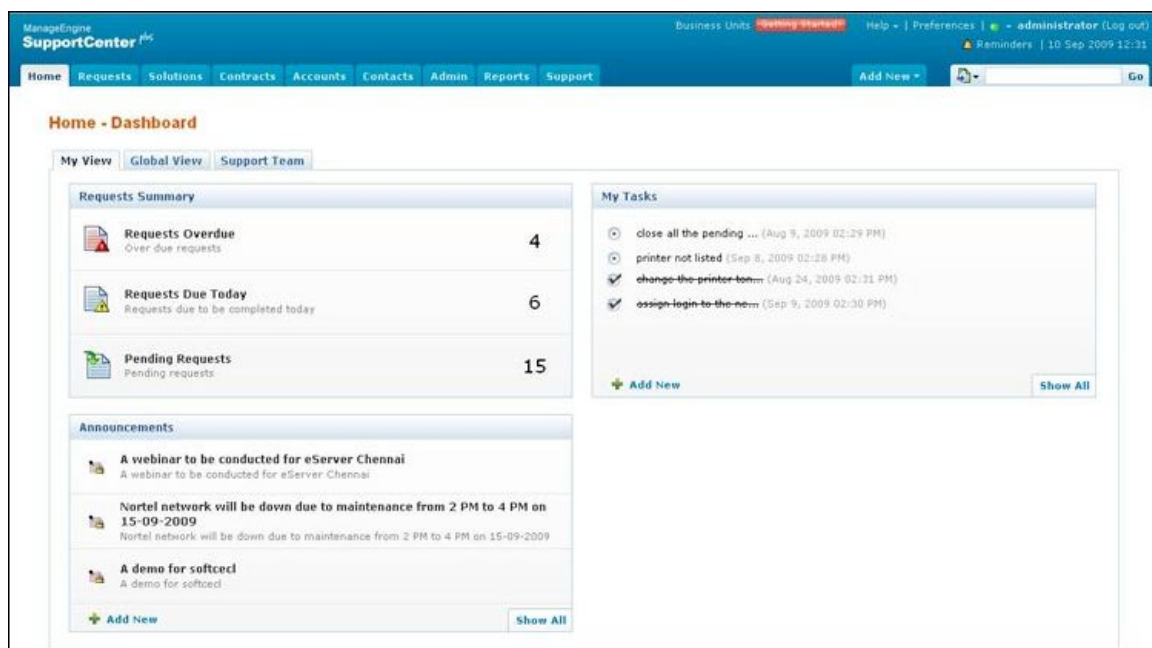 ManageEngine
SupportCenter plus
Business Units Getting Started! Help | Preferences | - administrator (Log out)
Reminders | 10 Sep 2009 12:31
Home Requests Solutions Contracts Accounts Contacts Admin Reports Support Add New Go
Home - Dashboard
My View Global View Support Team
Requests Summary
Requests Overdue
Over due requests
4
Requests Due Today
Requests due to be completed today
6
Pending Requests
Pending requests
15
My Tasks
close all the pending ... (Aug 9, 2009 02:29 PM)
printer not listed (Sep 8, 2009 02:28 PM)
change the printer ton... (Aug 24, 2009 02:31 PM)
assign login to the ne... (Sep 9, 2009 02:30 PM)
Add New Show All
Announcements
A webinar to be conducted for eServer Chennai
A webinar to be conducted for eServer Chennai
Nortel network will be down due to maintenance from 2 PM to 4 PM on
15-09-2009
Nortel network will be down due to maintenance from 2 PM to 4 PM on 15-09-2009
A demo for softcecl
A demo for softcecl
Add New Show All